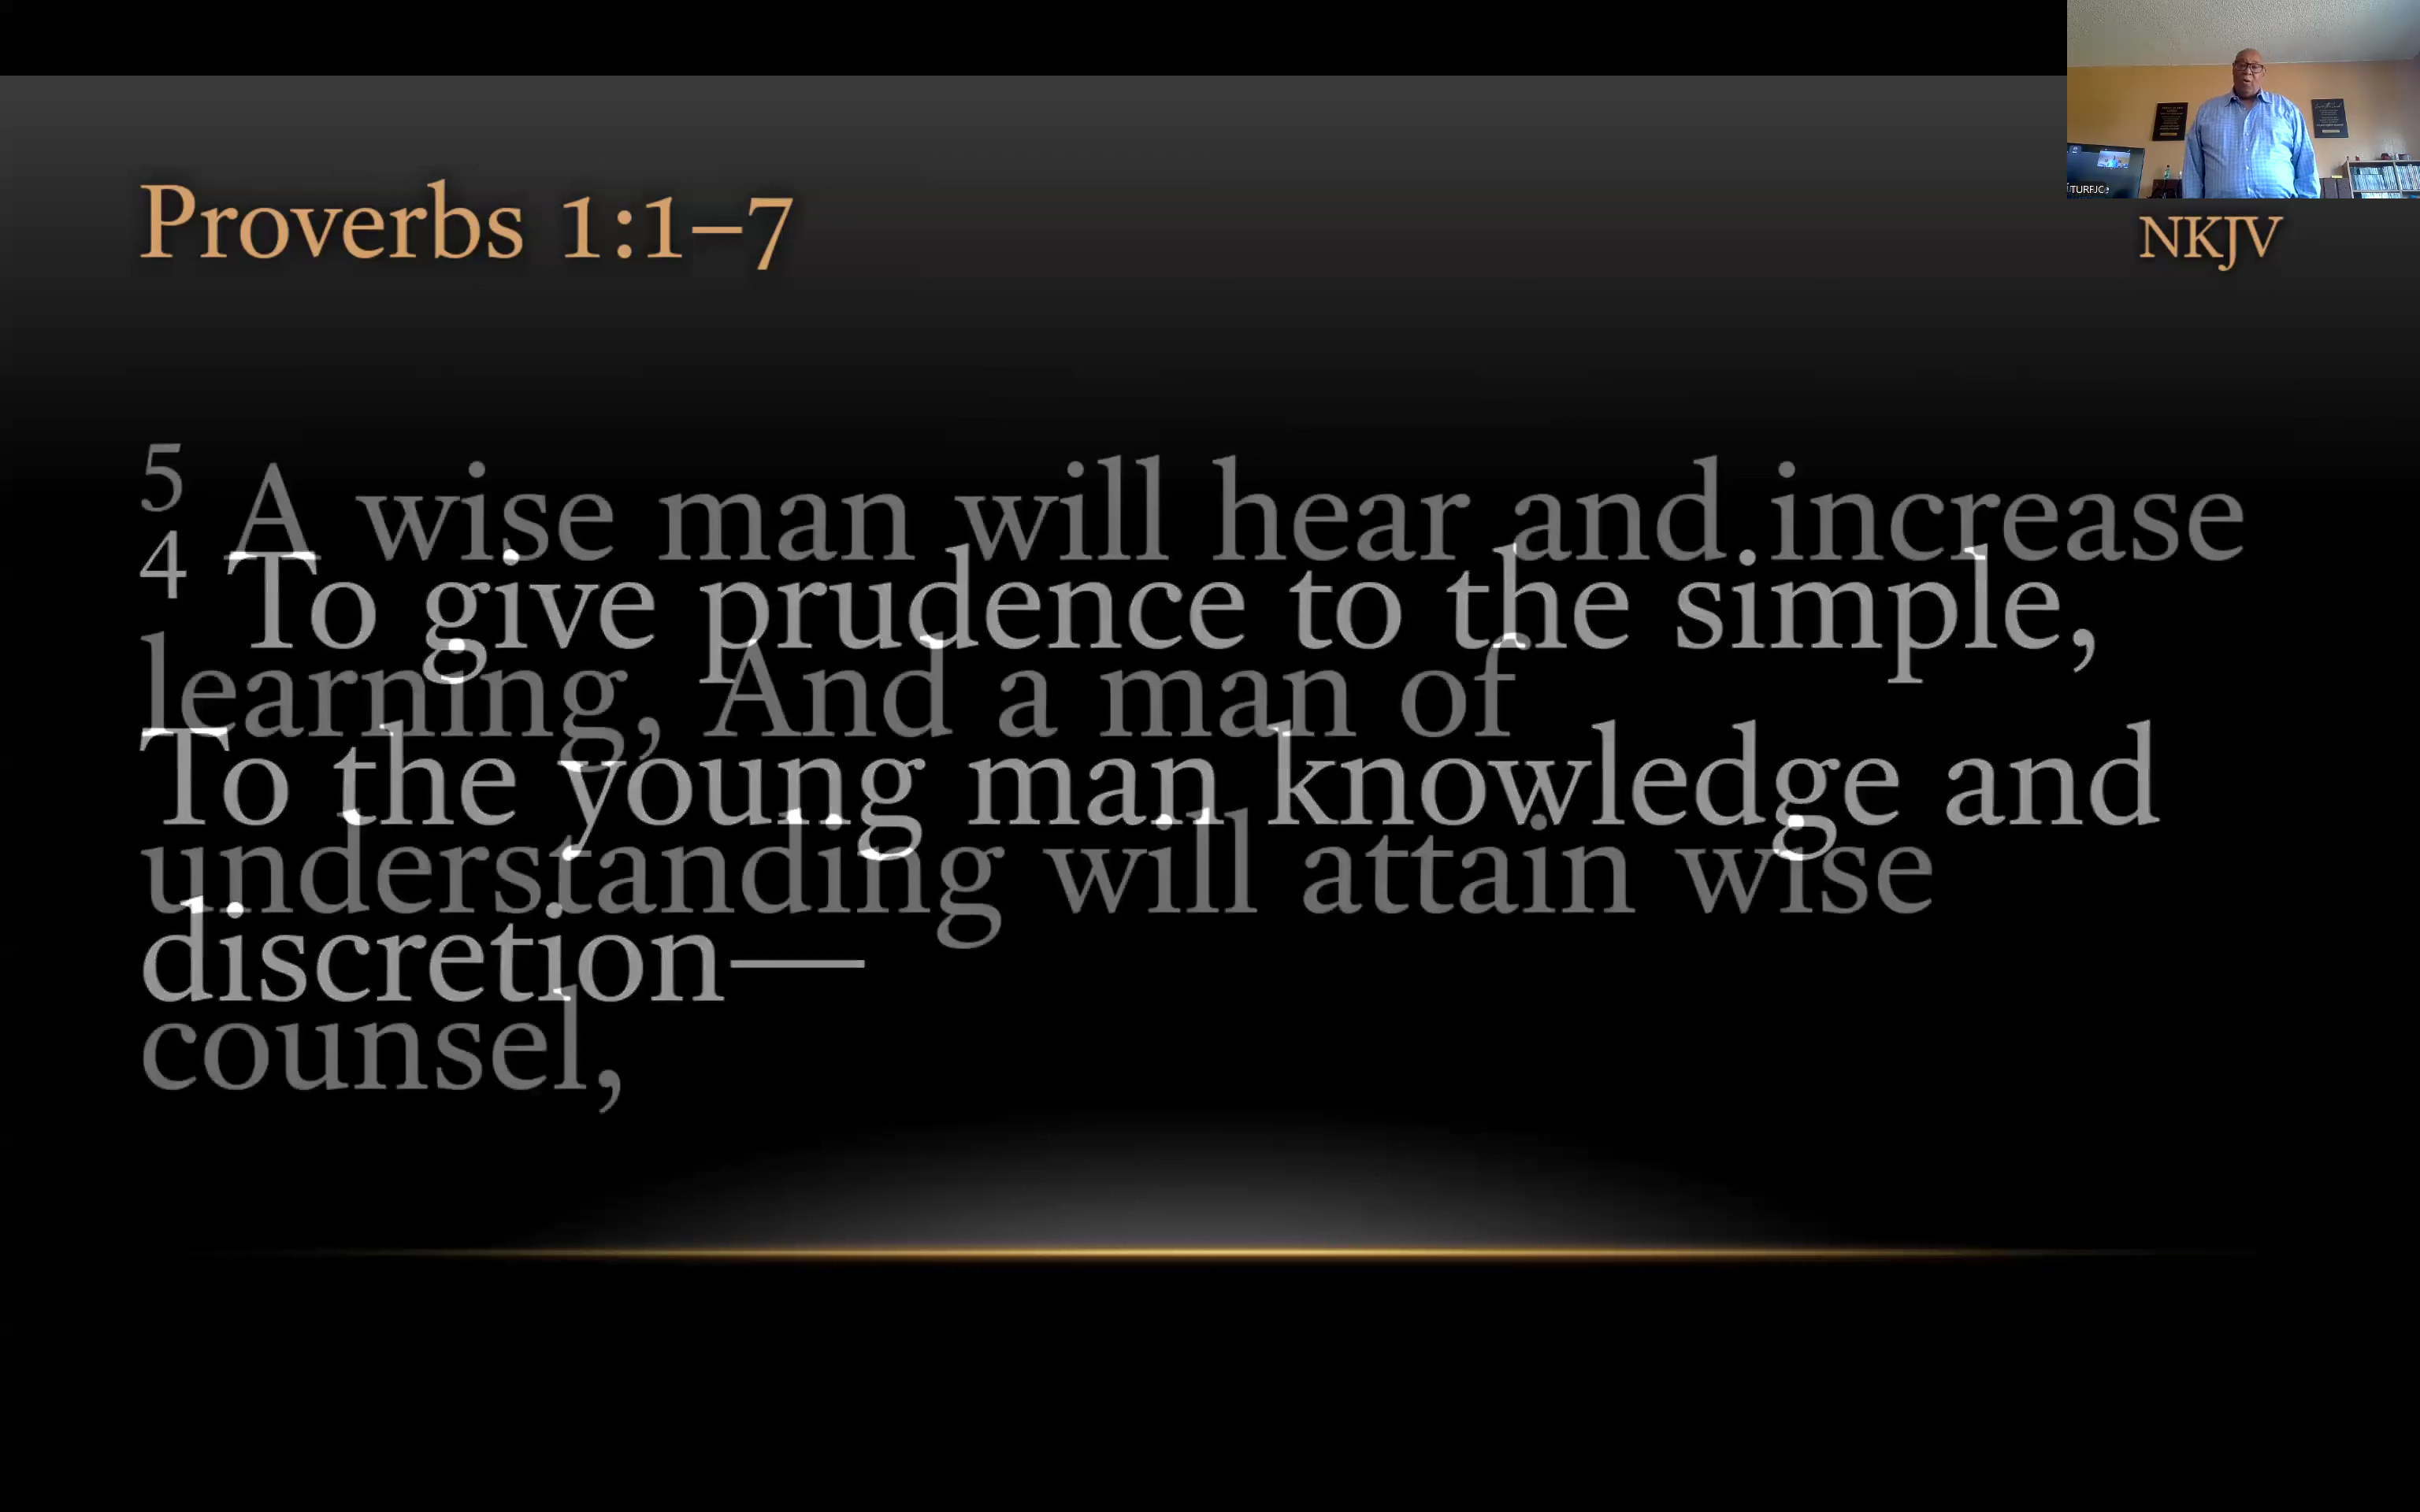 Proverbs 1:1–7
NKJV
5 A wise man will hear and increase
learning, And a man of
understanding will attain wise
counsel,
4 To give prudence to the simple,
To the young man knowledge and
discretion—